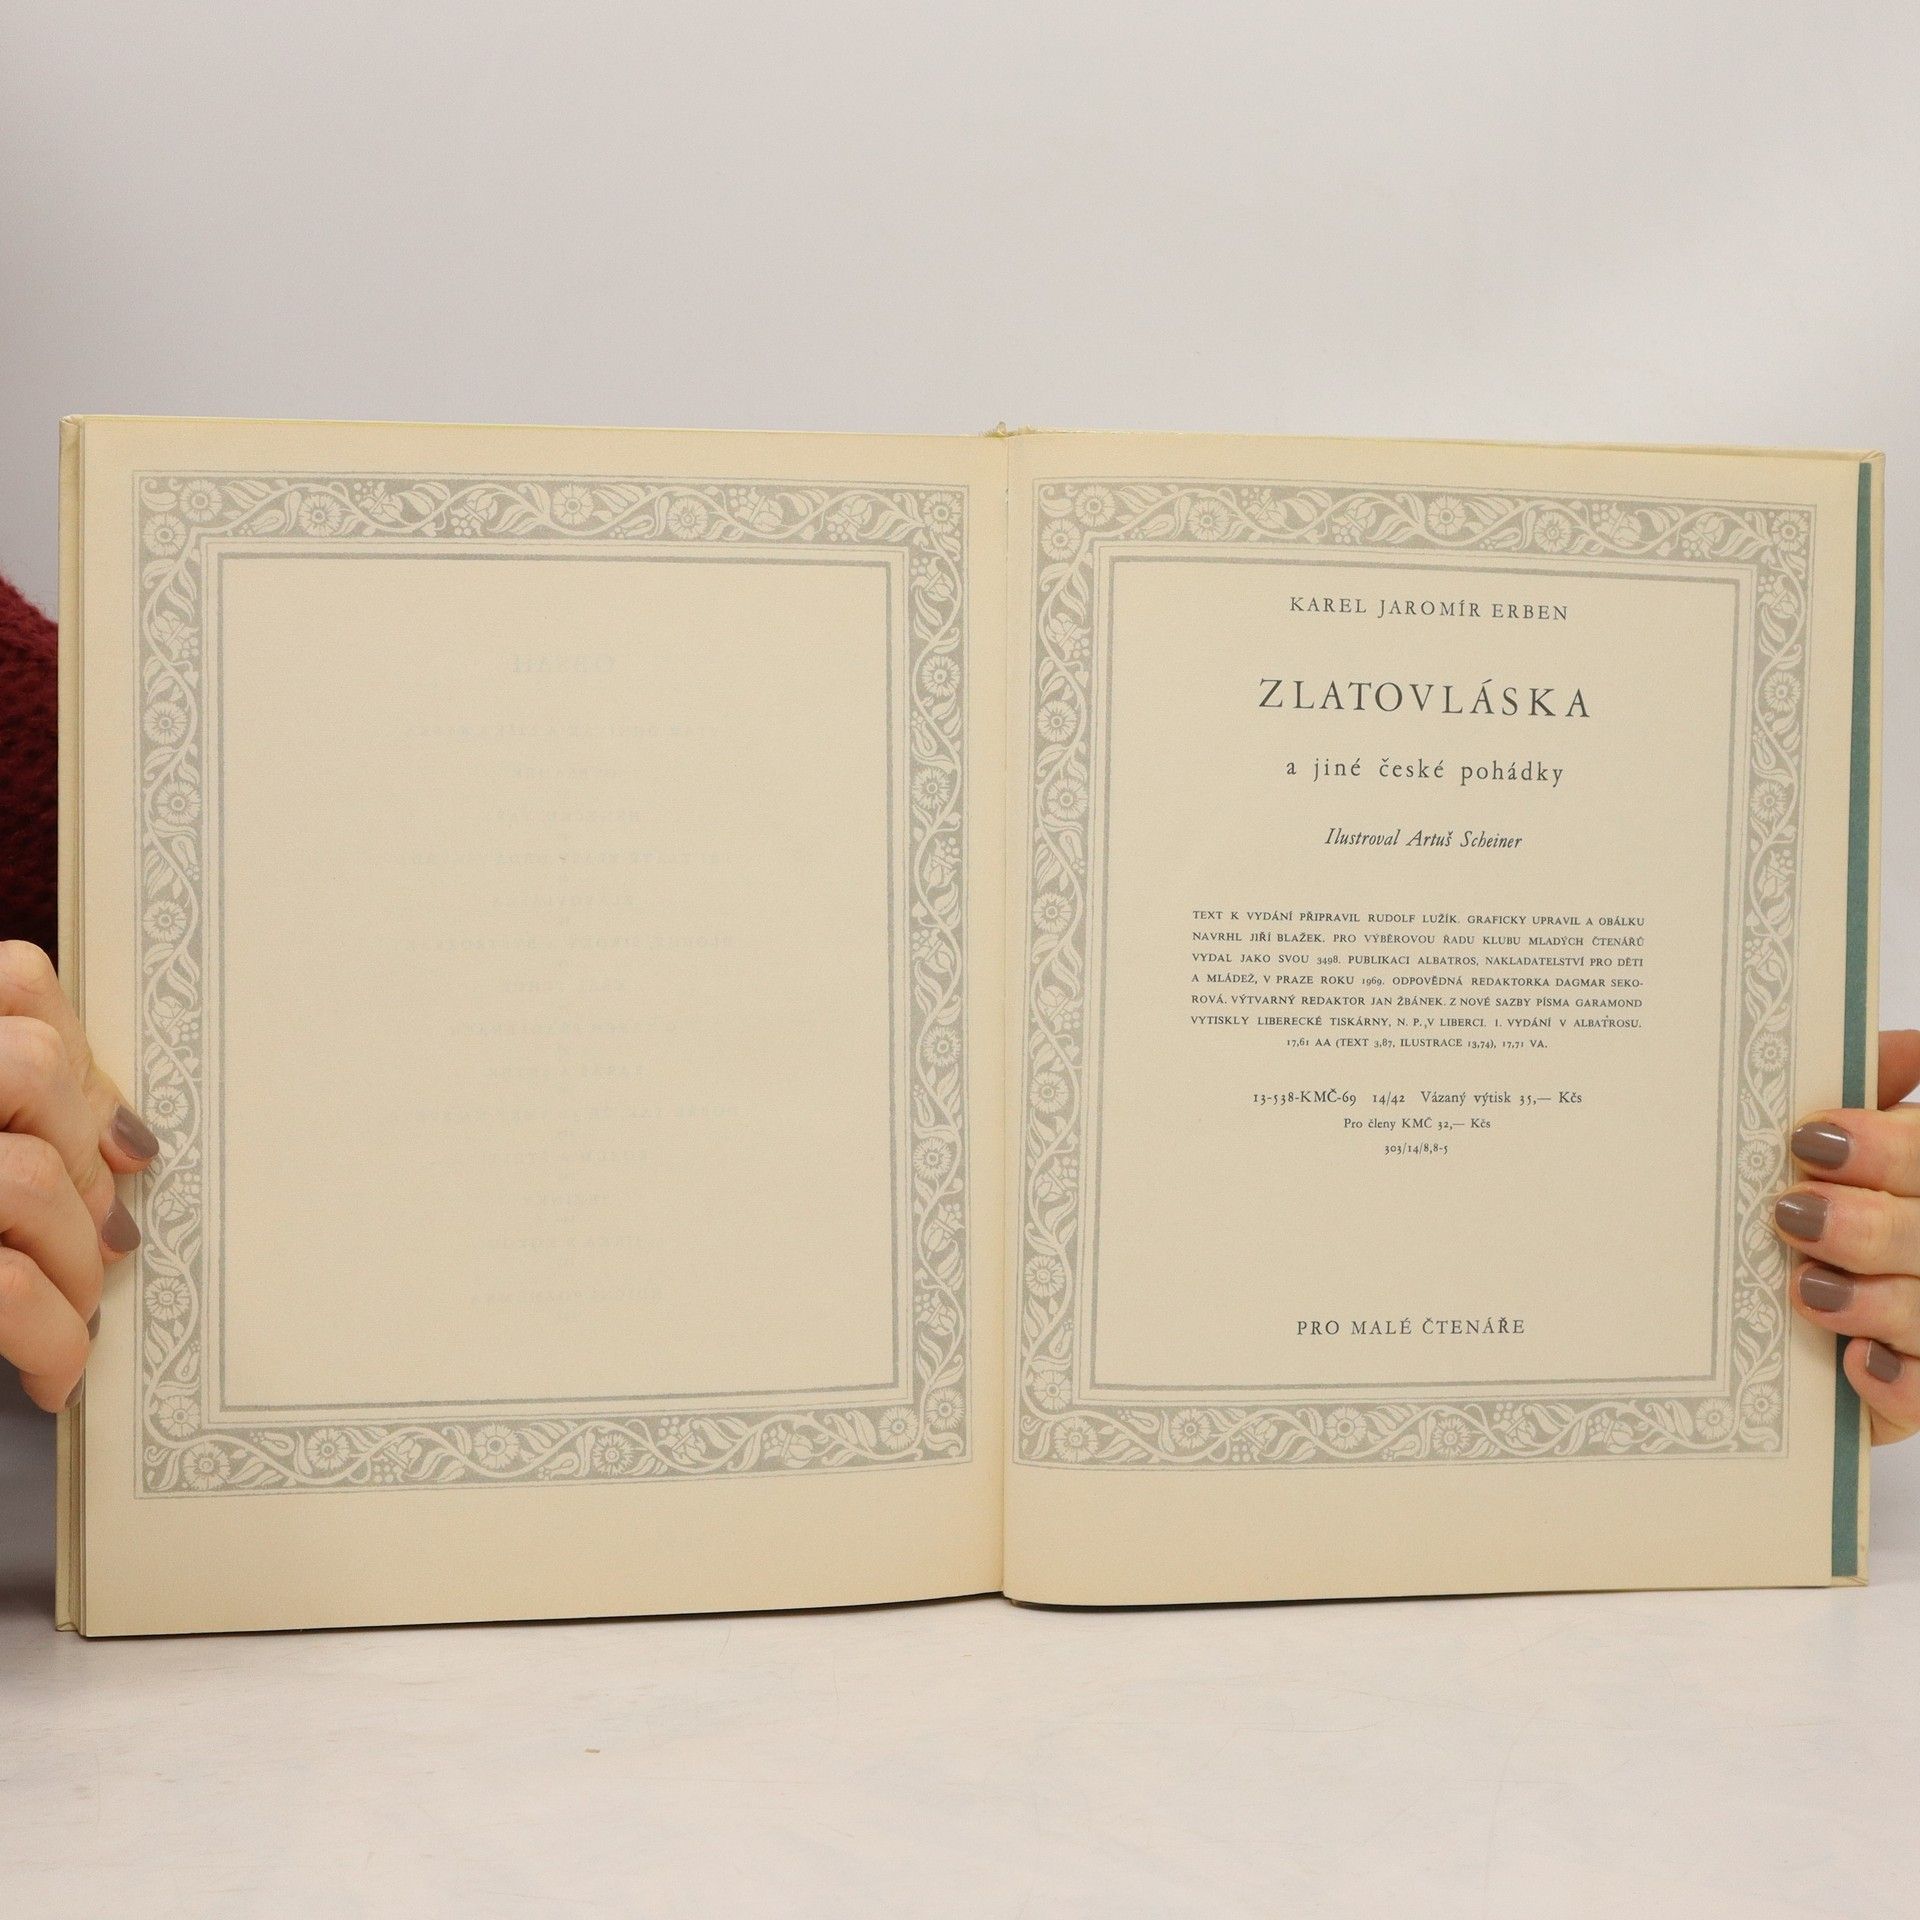 KAREL JAROMÍR ERBEN
ZLATOVLÁSKA
a jiné české pohádky
Ilustroval Artuš Scheiner
TEXT K VYDÁNÍ PŘIPRAVIL RUDOLF LUŽÍK. GRAFICKY UPRAVIL A OBÁLKU
NAVRHL JIŘÍ BLAŽEK. PRO VÝBĚROVOU ŘADU KLUBU MLADÝCH ČTENÁŘŮ
VYDAL JAKO SVOU 3498. PUBLIKACI ALBATROS, NAKLADATELSTVÍ PRO DĚTI
A MLÁDEŽ, V PRAZE ROKU 1969. ODPOVĚDNÁ REDAKTORKA DAGMAR SEKO-
ROVÁ. VÝTVARNÝ REDAKTOR JAN ŽBÁNEK. Z NOVÉ SAZBY PÍSMA GARAMOND
VYTISKLY LIBERECKÉ TISKÁRNY, N. P., V LIBERCI. 1. VYDÁNÍ V ALBATROSU.
17,61 AA (TEXT 3,87, ILUSTRACE 13,74), 17,71 VA.
13-538-KMČ-69 14/42 Vázaný výtisk 35,— Kčs
Pro členy KMČ 32,— Kčs
303/14/8,8-5
PRO MALÉ ČTENÁŘE